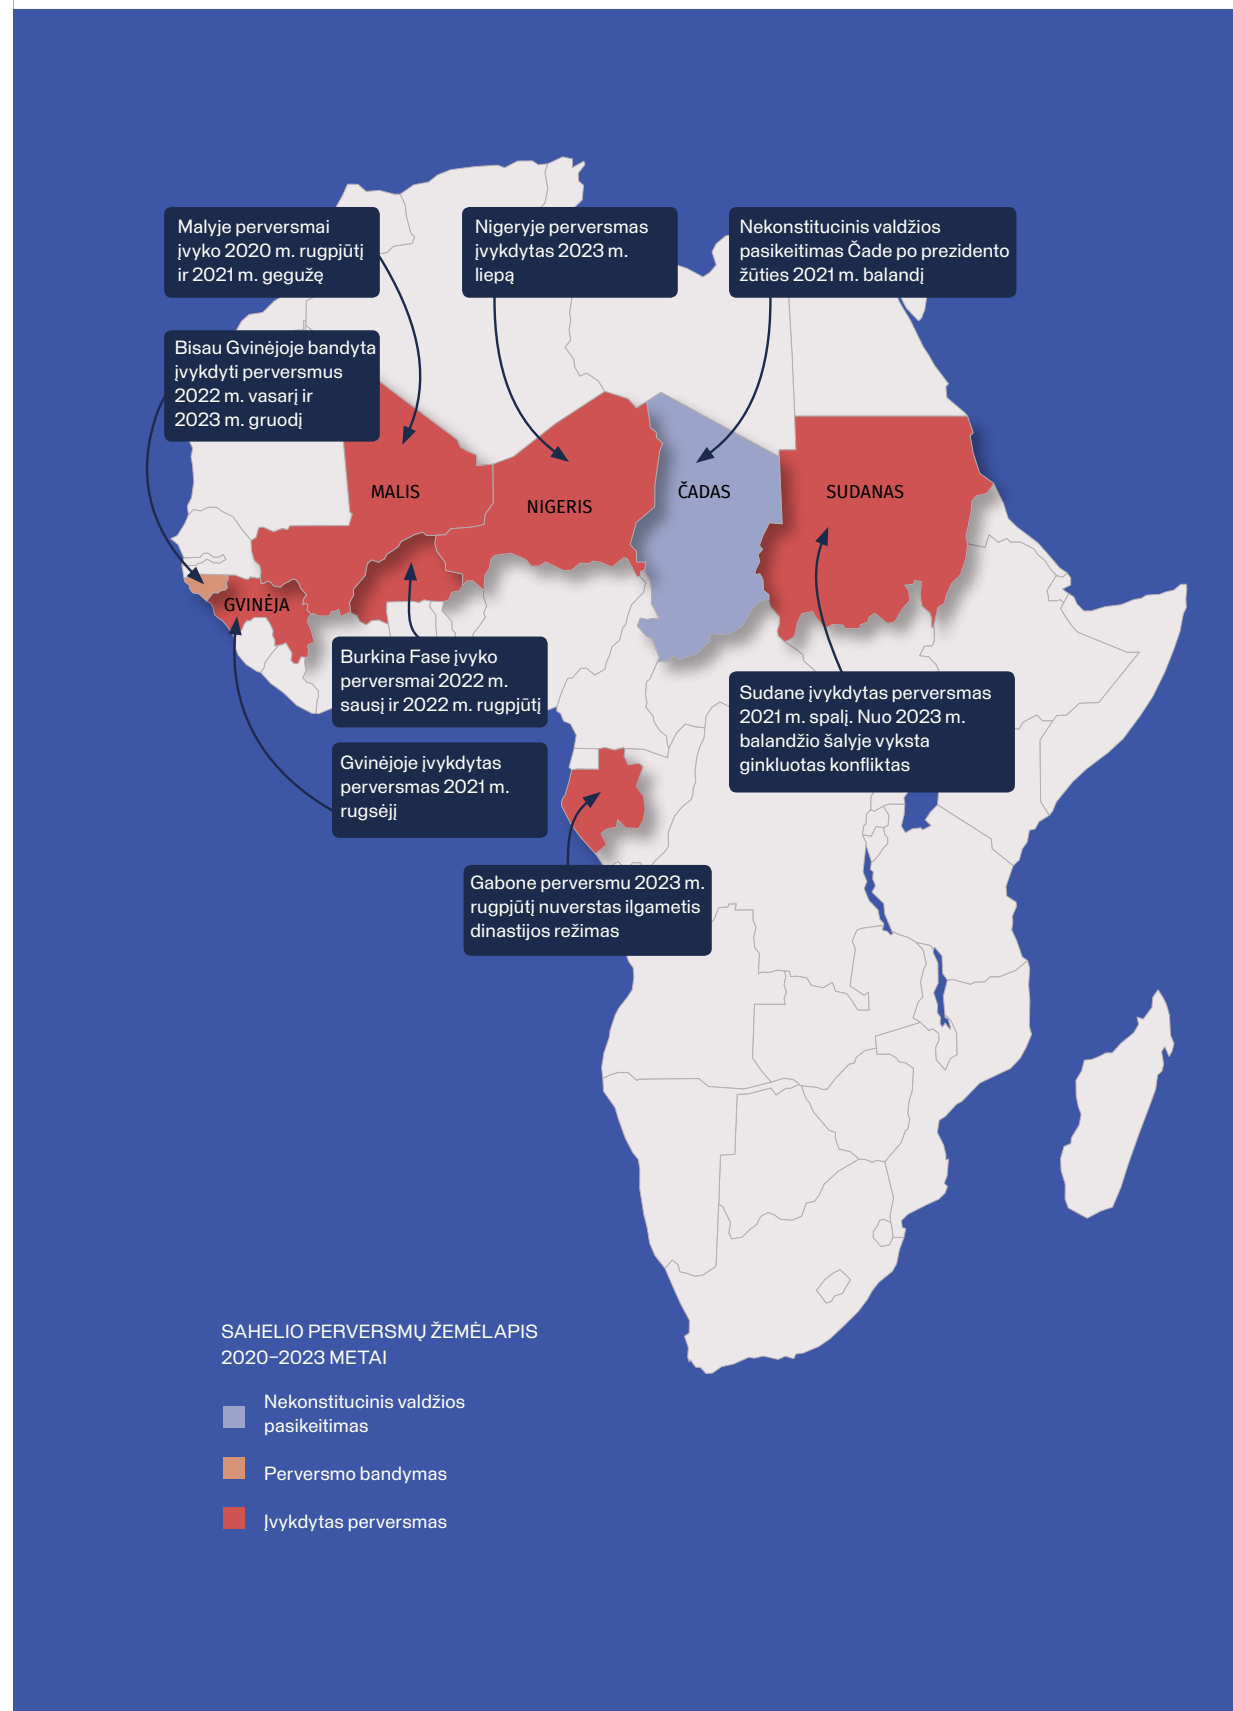 Malyje perversmai
įvyko 2020 m. rugpjūtį
ir 2021 m. gegužę
Nigeryje perversmas
įvykdytas 2023 m.
liepą
Nekonstitucinis valdžios
pasikeitimas Čade po prezidento
žūties 2021 m. balandį
Bisau Gvinėjoje bandyta
įvykdyti perversmus
2022 m. vasarį ir
2023 m. gruodį
MALIS
NIGERIS
ČADAS
SUDANAS
GVINĖJA
Burkina Fase įvyko
perversmai 2022 m.
sausį ir 2022 m. rugpjūtį
Sudane įvykdytas perversmas
2021 m. spalį. Nuo 2023 m.
balandžio šalyje vyksta
ginkluotas konfliktas
Gvinėjoje įvykdytas
perversmas 2021 m.
rugsėjį
Gabone perversmu 2023 m.
rugpjūtį nuverstas ilgametis
dinastijos režimas
SAHELIO PERVERSMŲ ŽEMĖLAPIS
2020–2023 METAI
Nekonstitucinis valdžios
pasikeitimas
Perversmo bandymas
Įvykdytas perversmas